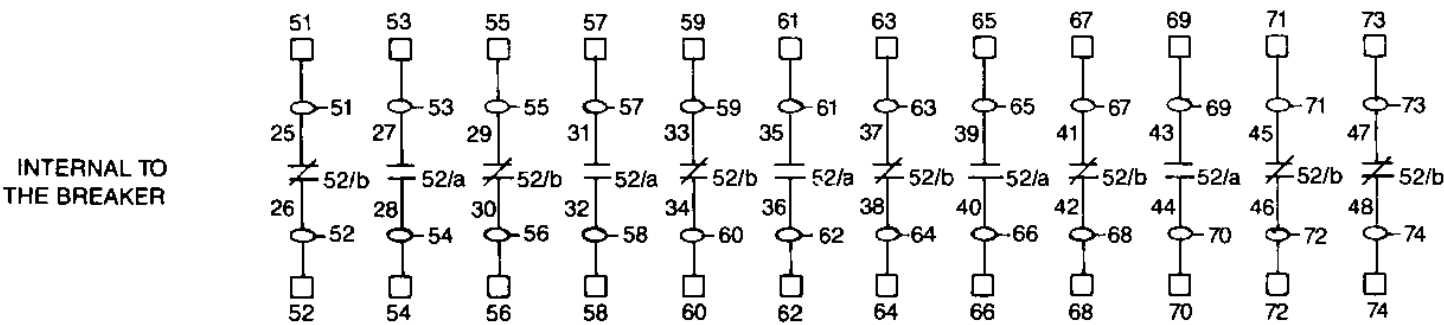 51 53 55 57 59 61 63 65 67 69 71 73
51 53 55 57 59 61 63 65 67 69 71 73
25 27 29 31 33 35 37 39 41 43 45 47
INTERNAL TO
THE BREAKER
52/b 52/a 52/b 52/a 52/b 52/a 52/b 52/a 52/b 52/a 52/b 52/b
26 28 30 32 34 36 38 40 42 44 46 48
52 54 56 58 60 62 64 66 68 70 72 74
52 54 56 58 60 62 64 66 68 70 72 74